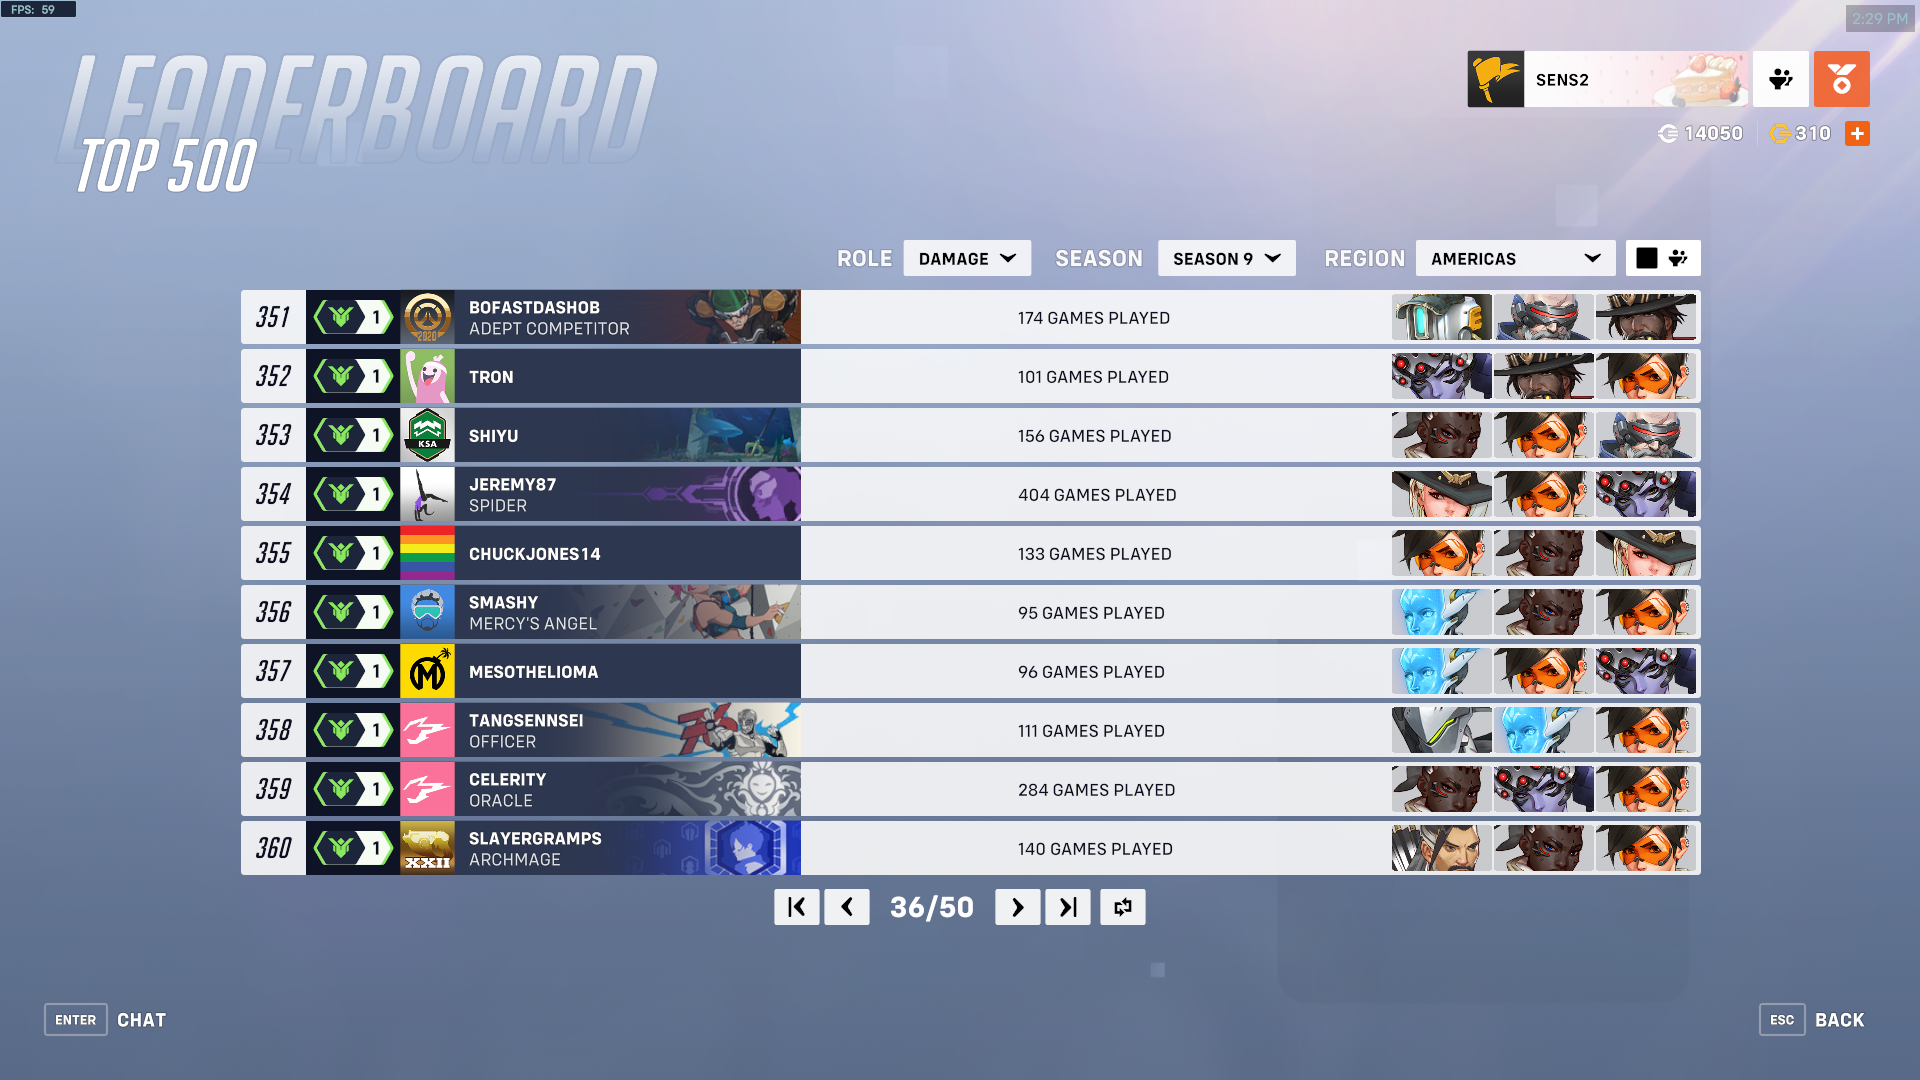 FPS: 59
2:29 PM
LEADERBOARD
TOP 500
SENS2
14050
310
ROLE
DAMAGE
SEASON
SEASON 9
REGION
AMERICAS
351
1
2020
BOFASTDASHOB
ADEPT COMPETITOR
174 GAMES PLAYED
352
1
TRON
101 GAMES PLAYED
353
1
KSA
SHIYU
156 GAMES PLAYED
354
1
JEREMY87
SPIDER
404 GAMES PLAYED
355
1
CHUCKJONES14
133 GAMES PLAYED
356
1
SMASHY
MERCY'S ANGEL
95 GAMES PLAYED
357
1
M
MESOTHELIOMA
96 GAMES PLAYED
358
1
TANGSENNSEI
OFFICER
111 GAMES PLAYED
359
1
CELERITY
ORACLE
284 GAMES PLAYED
360
1
XXII
SLAYERGRAMPS
ARCHMAGE
140 GAMES PLAYED
36/50
ENTER
CHAT
ESC
BACK